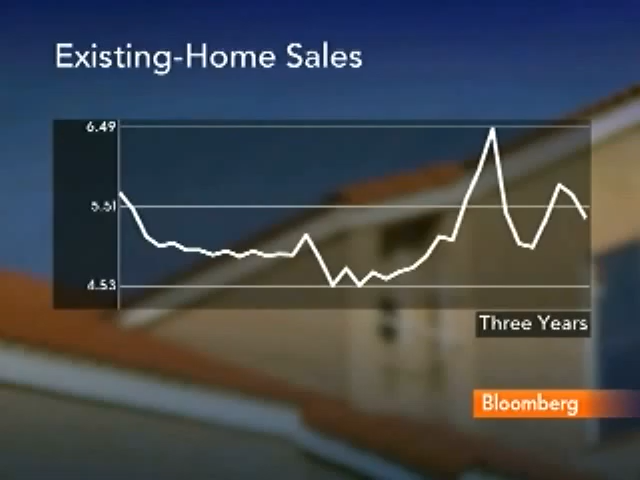 Existing-Home Sales
6.49
5.51
4.53
Three Years
Bloomberg